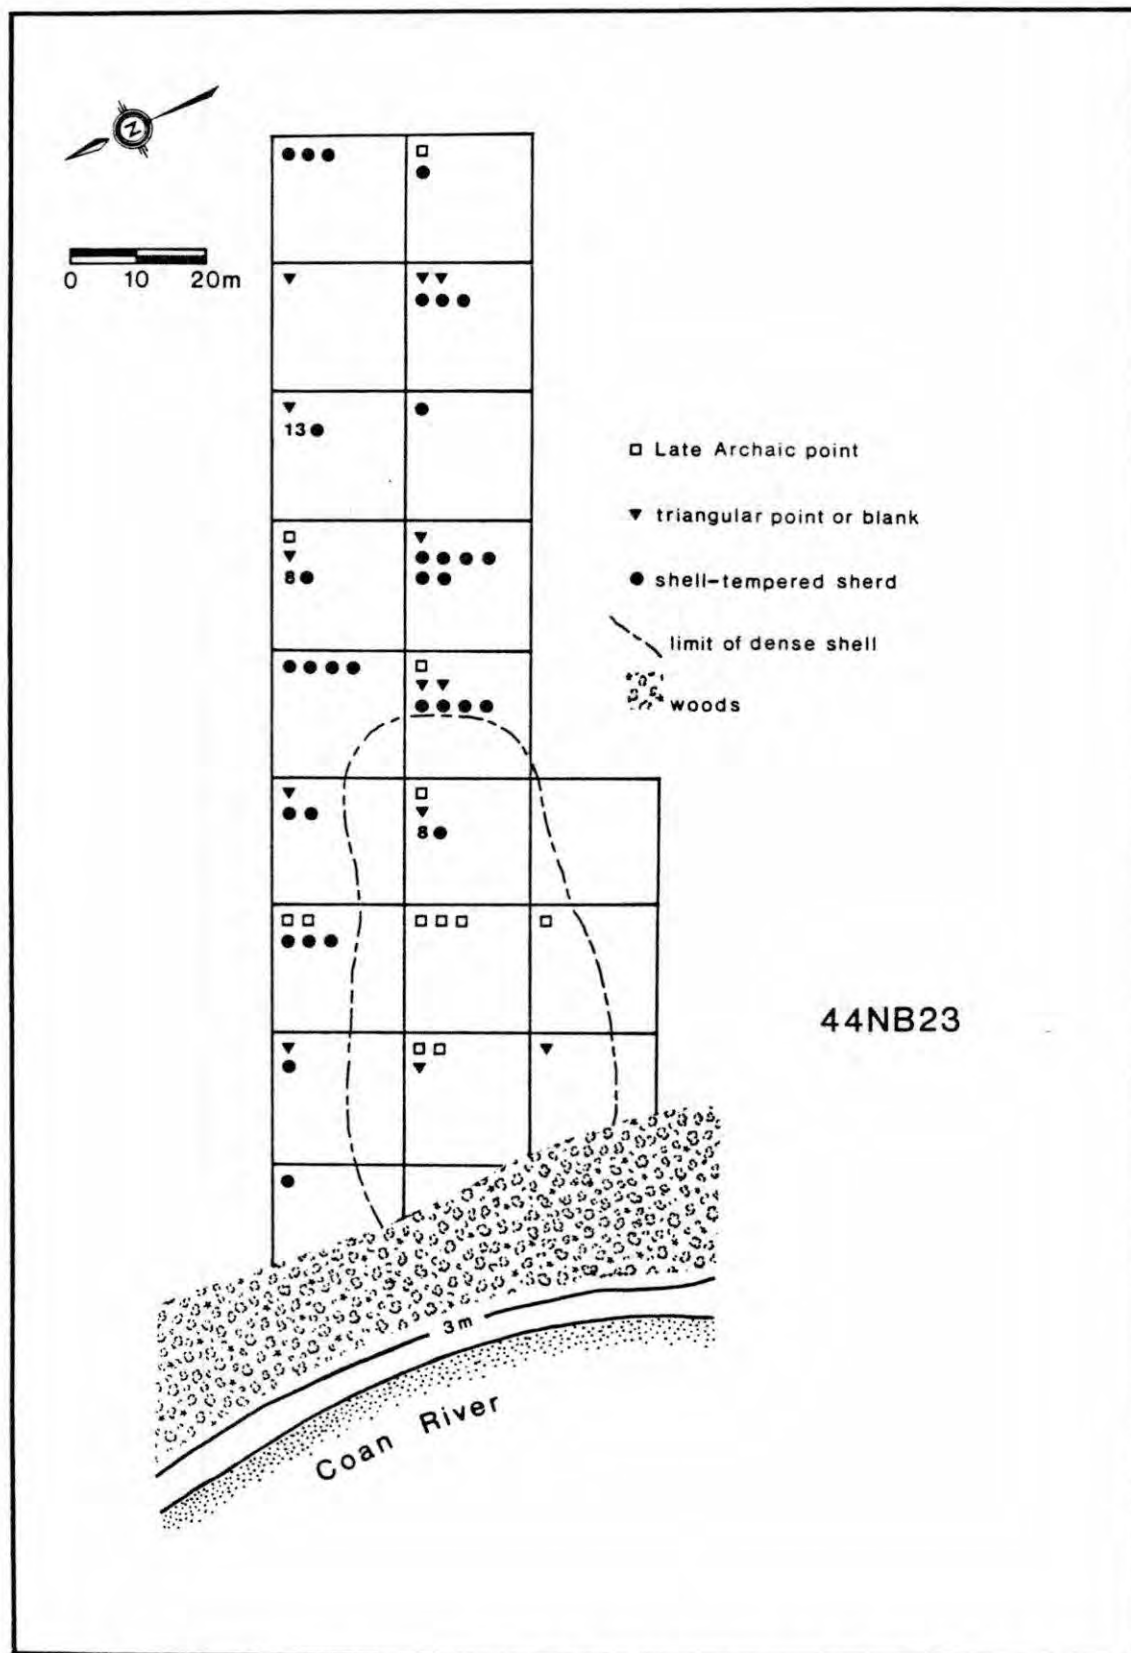 N
0 10 20m
13
8
8
Late Archaic point
triangular point or blank
shell-tempered sherd
limit of dense shell
woods
44NB23
3m
Coan River